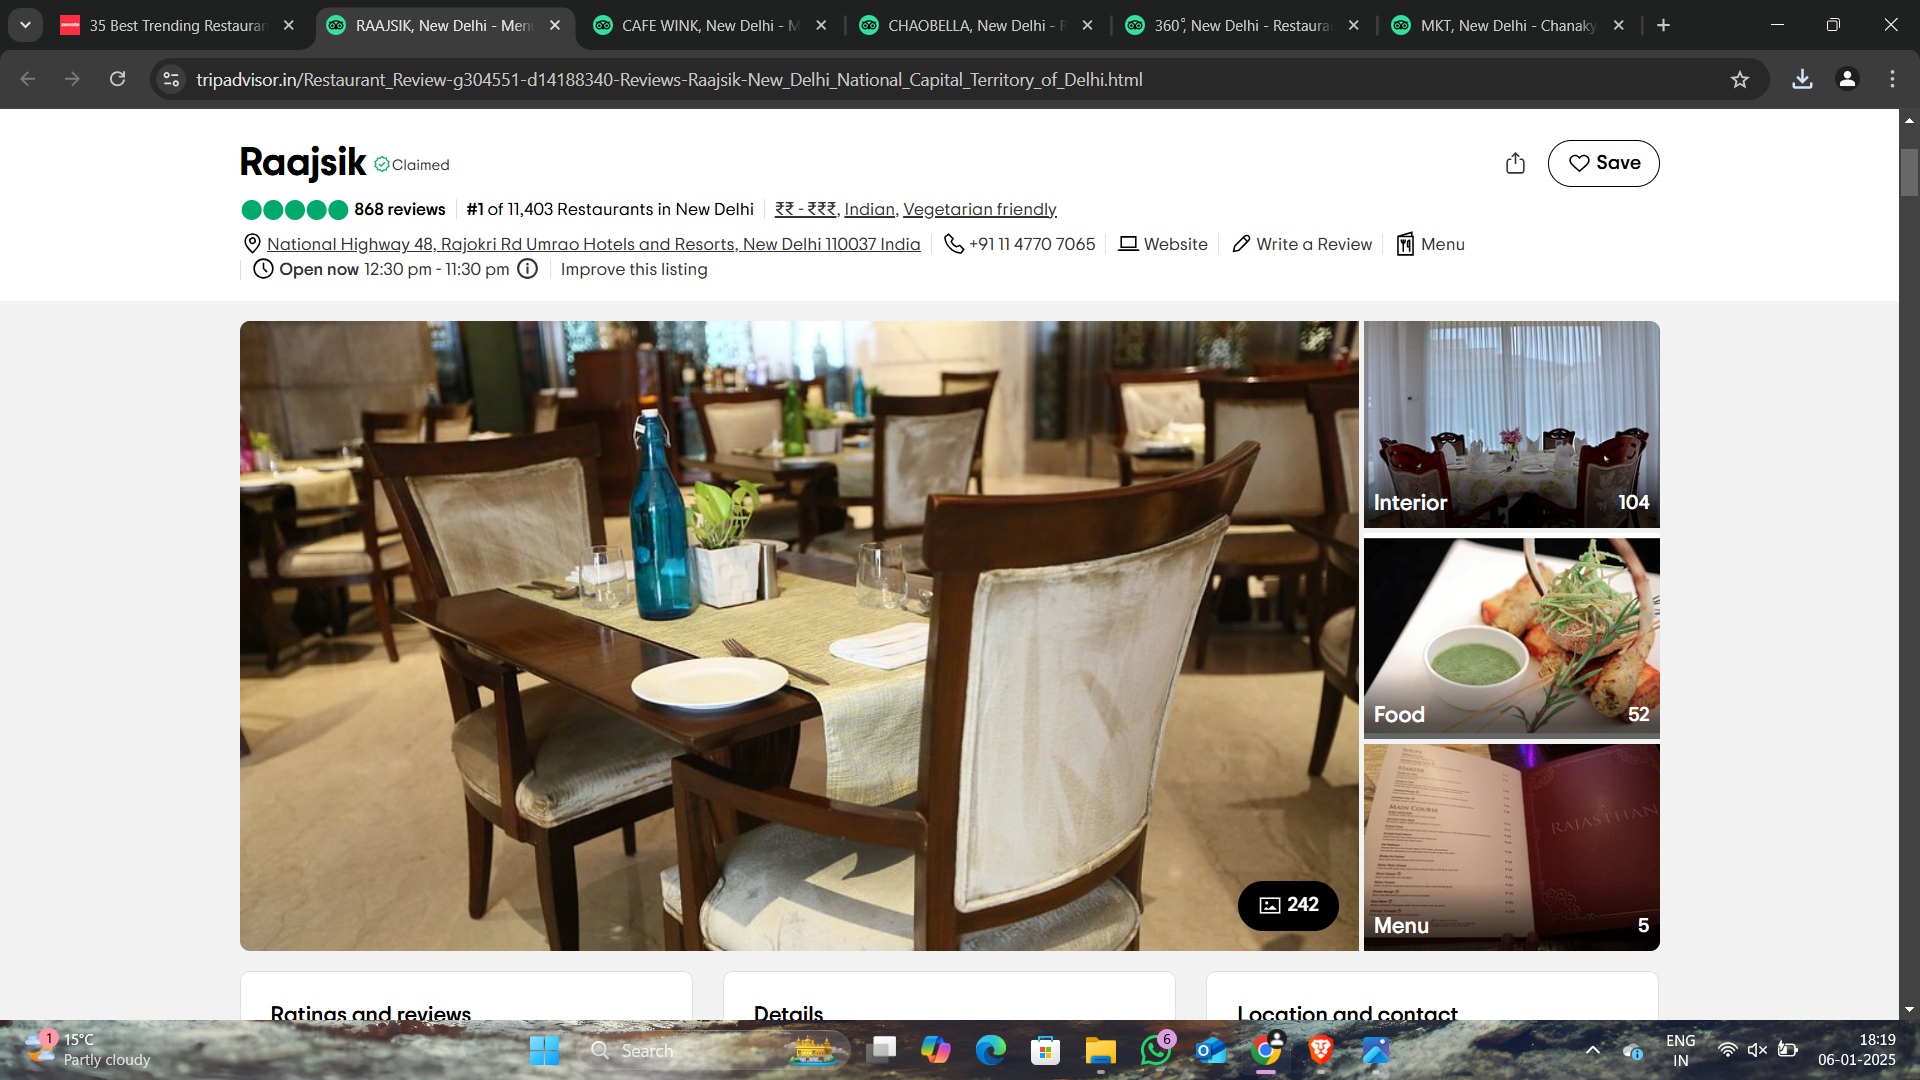 35 Best Trending Restauran
RAAJSIK, New Delhi - Menu
CAFE WINK, New Delhi - M
CHAOBELLA, New Delhi - R
360°, New Delhi - Restaura
MKT, New Delhi - Chanaky
tripadvisor.in/Restaurant_Review-g304551-d14188340-Reviews-Raajsik-New_Delhi_National_Capital_Territory_of_Delhi.html
Raajsik Claimed
Save
868 reviews #1 of 11,403 Restaurants in New Delhi ₹₹ - ₹₹₹, Indian, Vegetarian friendly
National Highway 48, Rajokri Rd Umrao Hotels and Resorts, New Delhi 110037 India +91 11 4770 7065 Website Write a Review Menu
Open now 12:30 pm - 11:30 pm Improve this listing
242
Interior 104
Food 52
STARTER
MAIN COURSE
RAJASTHAN
Menu 5
Ratings and reviews
Details
Location and contact
1
15°C
Partly cloudy
Search
6
ENG
IN
18:19
06-01-2025